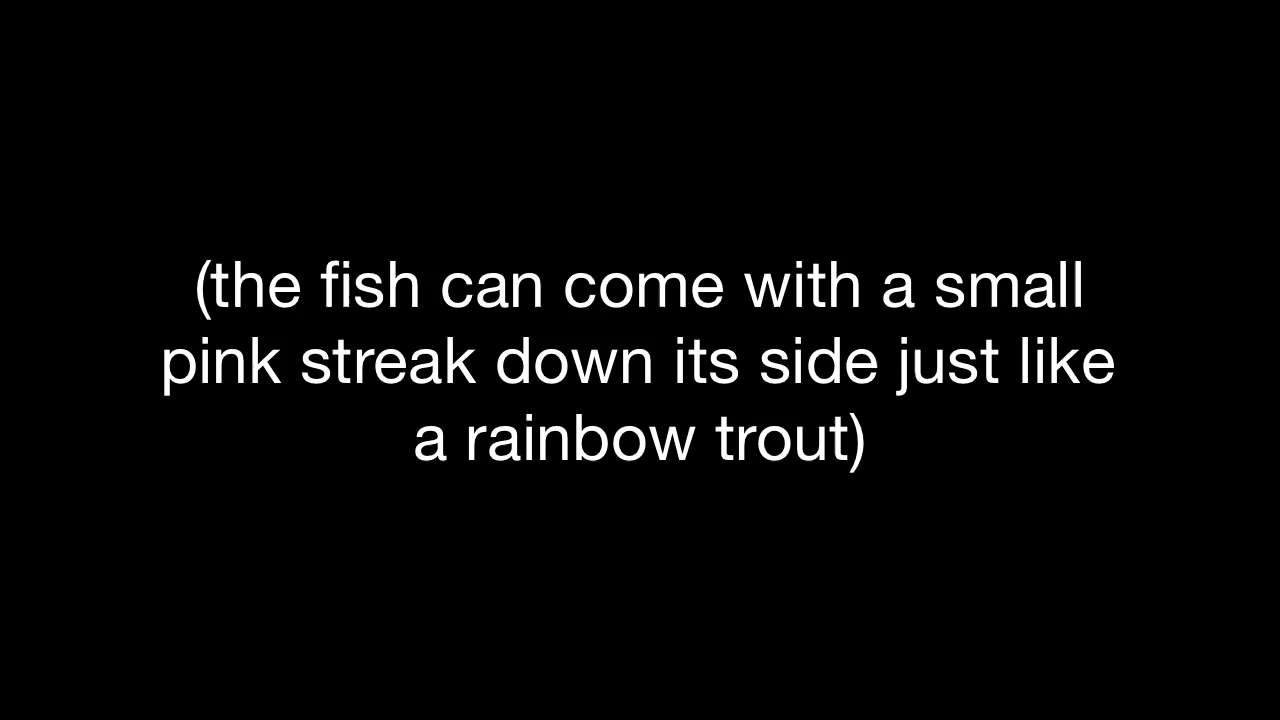 (the fish can come with a small
pink streak down its side just like
a rainbow trout)